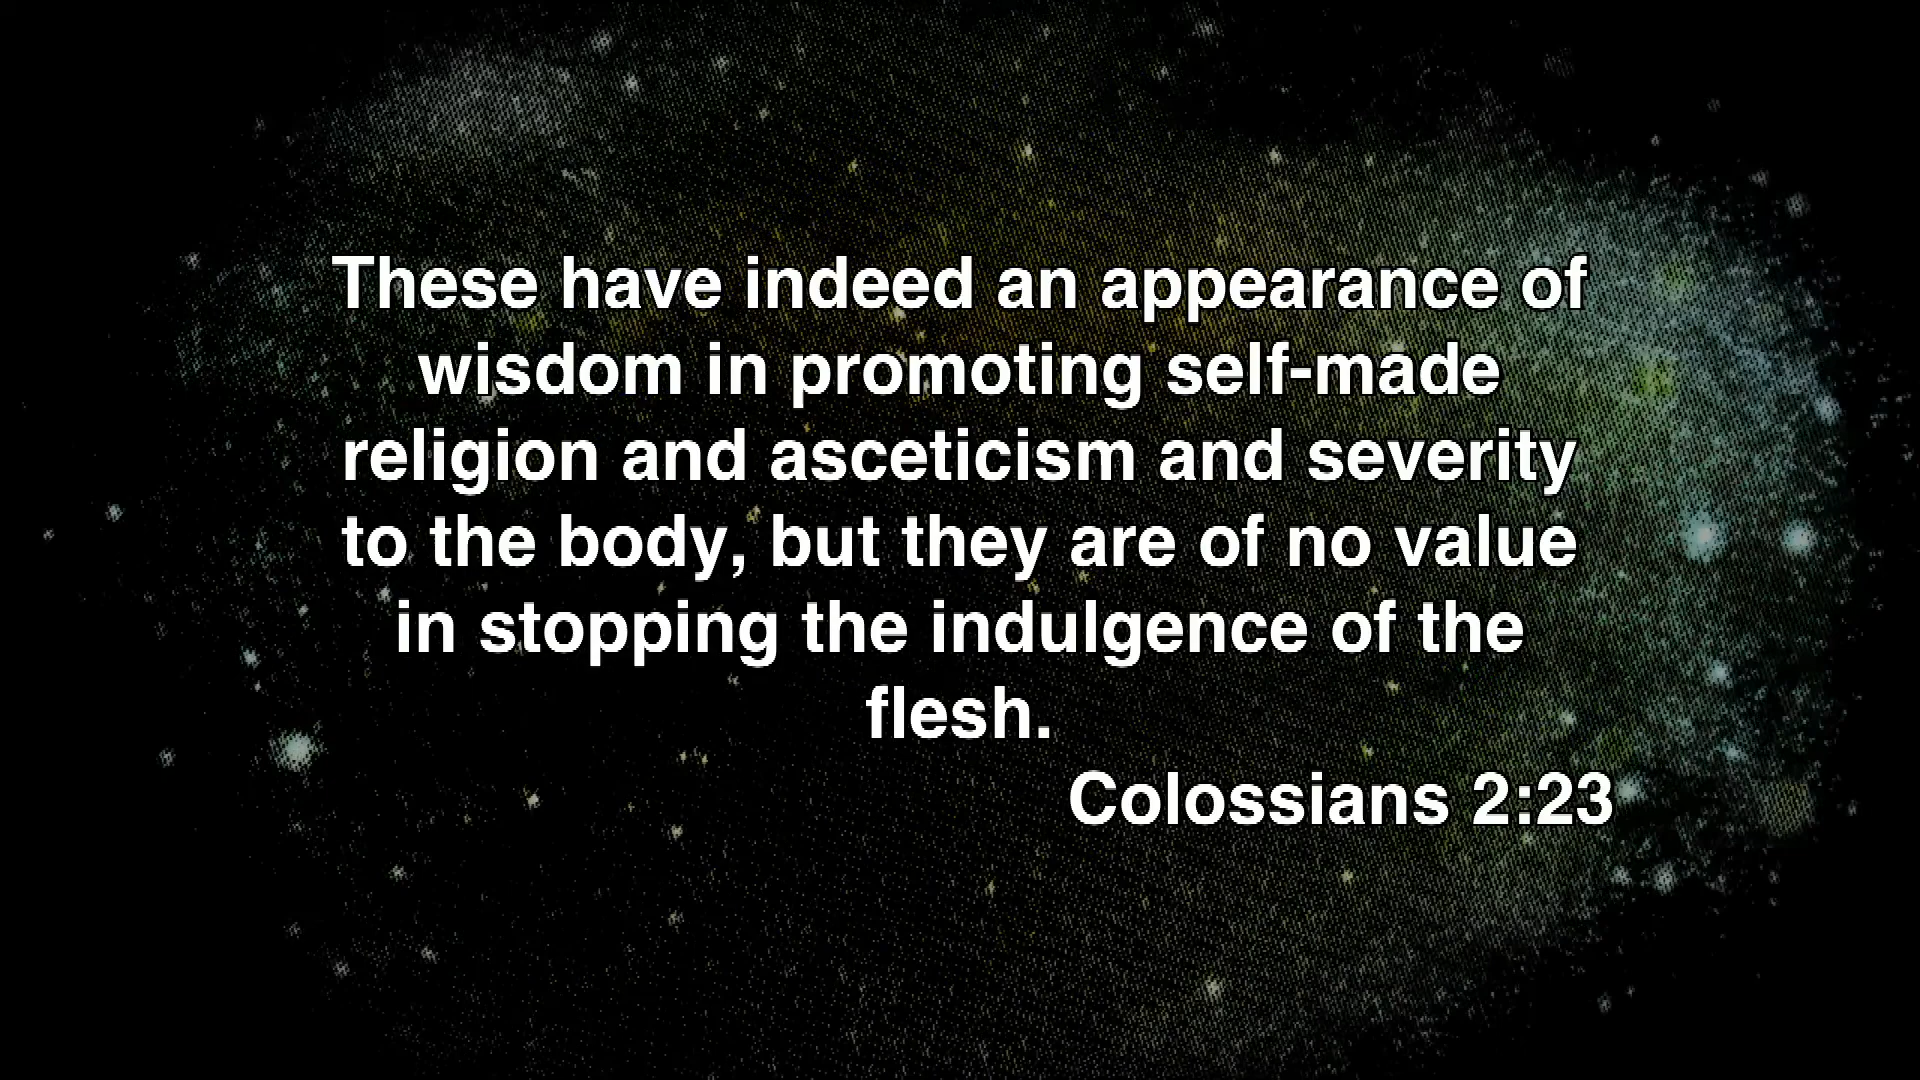 These have indeed an appearance of
wisdom in promoting self-made
religion and asceticism and severity
to the body, but they are of no value
in stopping the indulgence of the
flesh.
Colossians 2:23